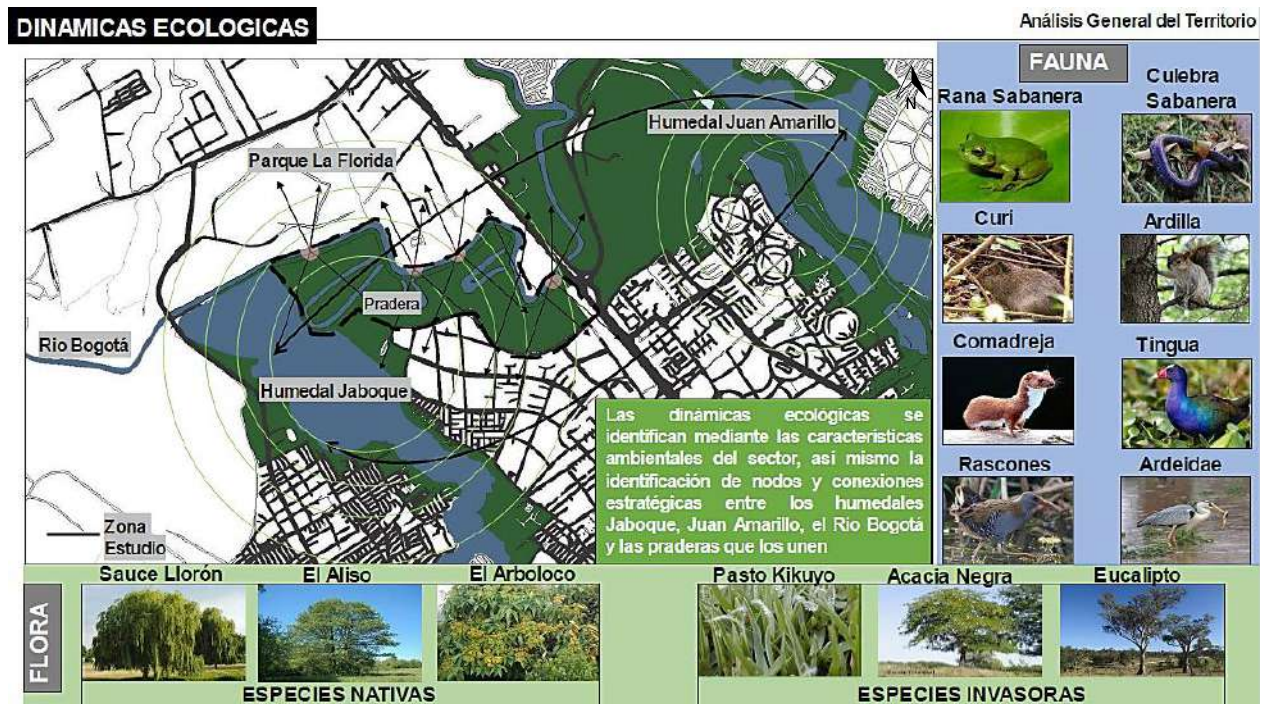 DINAMICAS ECOLOGICAS
Análisis General del Territorio
N
Humedal Juan Amarillo
Parque La Florida
Pradera
Rio Bogotá
Humedal Jaboque
Zona
Estudio
Las dinámicas ecológicas se
identifican mediante las características
ambientales del sector, así mismo la
identificación de nodos y conexiones
estratégicas entre los humedales
Jaboque, Juan Amarillo, el Rio Bogotá
y las praderas que los unen
FAUNA
Rana Sabanera
Culebra
Sabanera
Curi
Ardilla
Comadreja
Tingua
Rascones
Ardeidae
FLORA
Sauce Llorón
El Aliso
El Arboloco
ESPECIES NATIVAS
Pasto Kikuyo
Acacia Negra
Eucalipto
ESPECIES INVASORAS